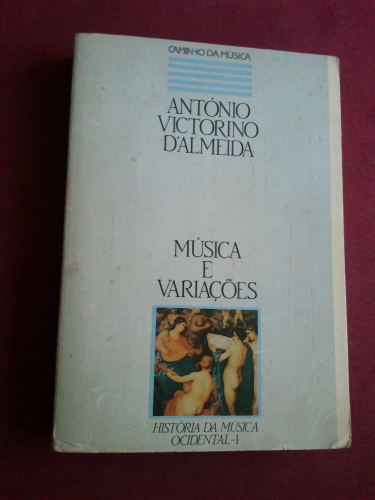 CAMINHO DA MÚSICA
ANTÓNIO
VICTORINO
D'ALMEIDA
MÚSICA
E
VARIAÇÕES
HISTÓRIA DA MÚSICA
OCIDENTAL-1